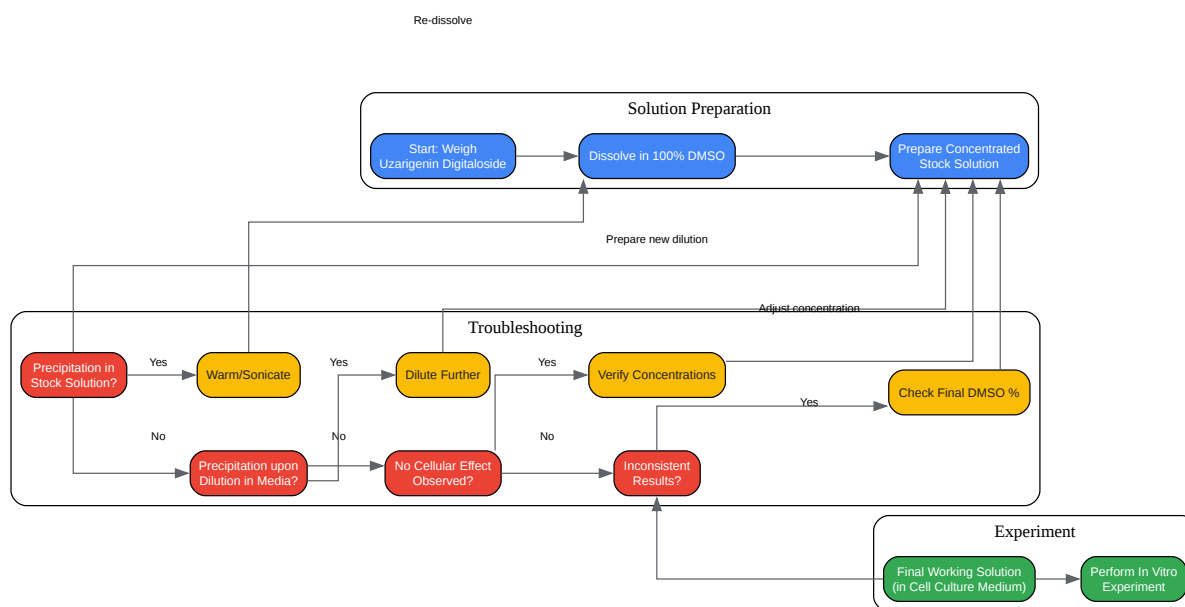 Re-dissolve
Solution Preparation
Start: Weigh
Uzarigenin Digitaloside
Dissolve in 100% DMSO
Prepare Concentrated
Stock Solution
Prepare new dilution
Adjust concentration
Troubleshooting
Precipitation in
Stock Solution?
Yes
Warm/Sonicate
Yes
Dilute Further
Yes
Verify Concentrations
Yes
Check Final DMSO %
No
Precipitation upon
Dilution in Media?
No
No Cellular Effect
Observed?
No
Inconsistent
Results?
Experiment
Final Working Solution
(in Cell Culture Medium)
Perform In Vitro
Experiment